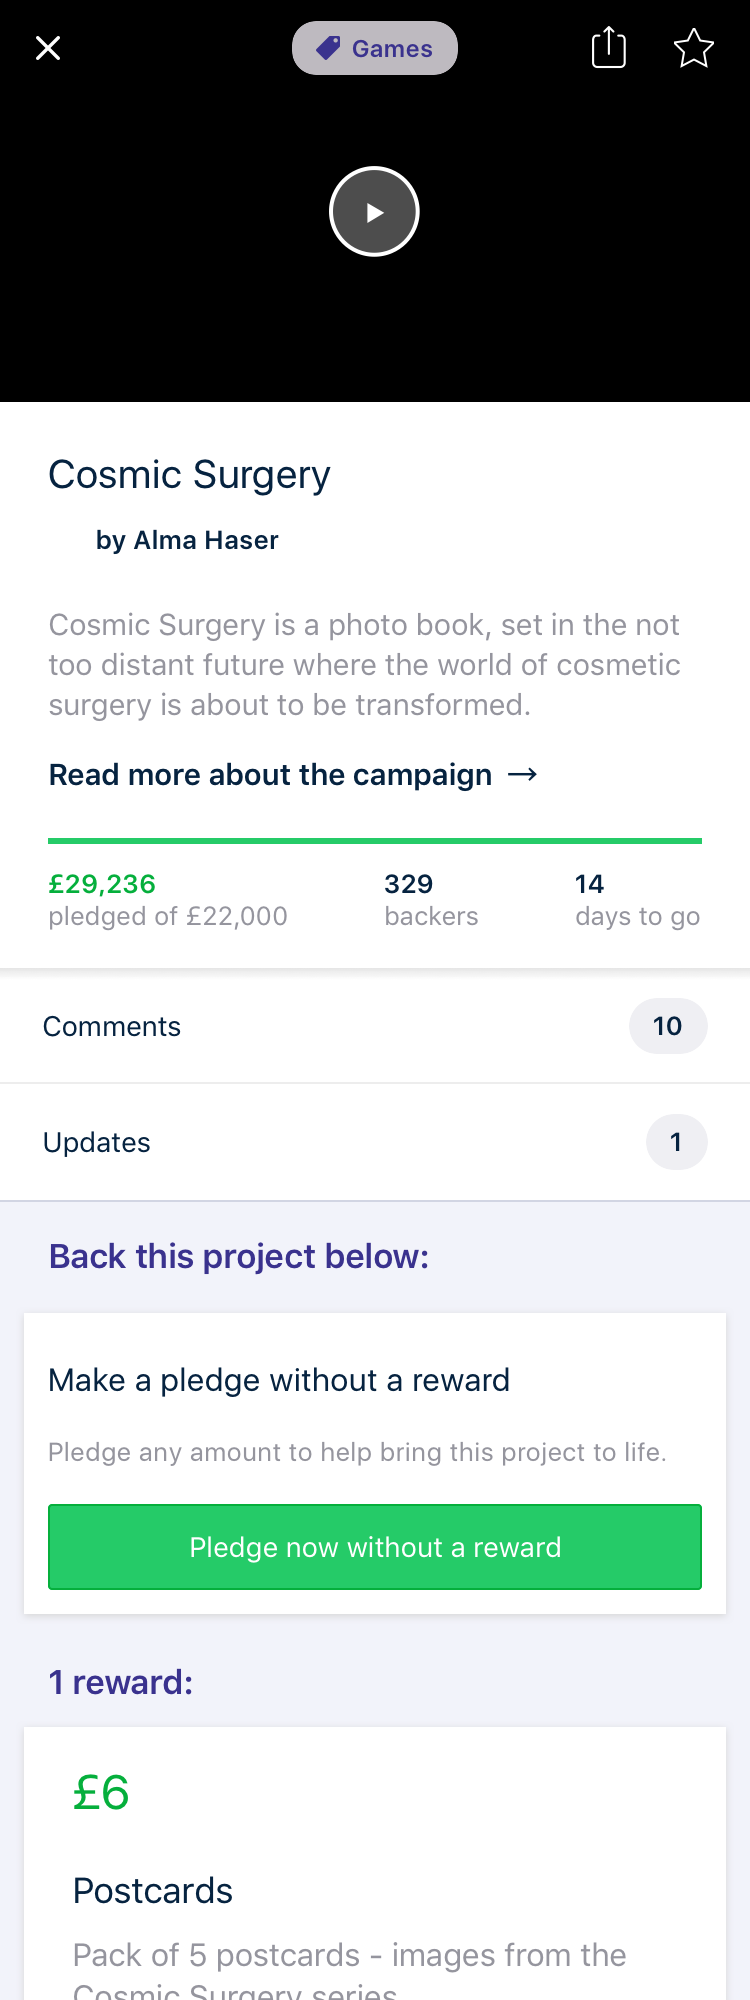 Games
Cosmic Surgery
by Alma Haser
Cosmic Surgery is a photo book, set in the not
too distant future where the world of cosmetic
surgery is about to be transformed.
Read more about the campaign →
£29,236
pledged of £22,000
329
backers
14
days to go
Comments
10
Updates
1
Back this project below:
Make a pledge without a reward
Pledge any amount to help bring this project to life.
Pledge now without a reward
1 reward:
£6
Postcards
Pack of 5 postcards - images from the
Cosmic Surgery series